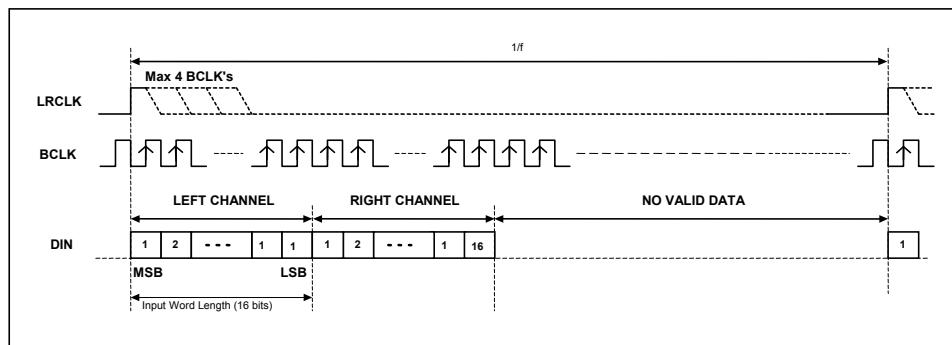 1/f
Max 4 BCLK's
LRCLK
BCLK
LEFT CHANNEL RIGHT CHANNEL NO VALID DATA
DIN 1 2 1 1 1 2 1 16 1
MSB LSB
Input Word Length (16 bits)